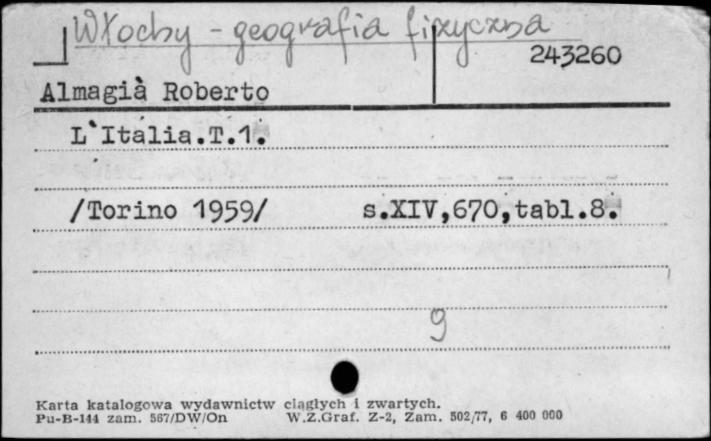 Włochy - geografia fizyczna
243260
Almagià Roberto
L`Italia.T.1.
/Torino 1959/ s.XIV,670,tabl.8.
g
Karta katalogowa wydawnictw ciągłych i zwartych.
Pu-B-144 zam. 567/DW/On W.Z.Graf. Z-2, Zam. 502/77, 6 400 000